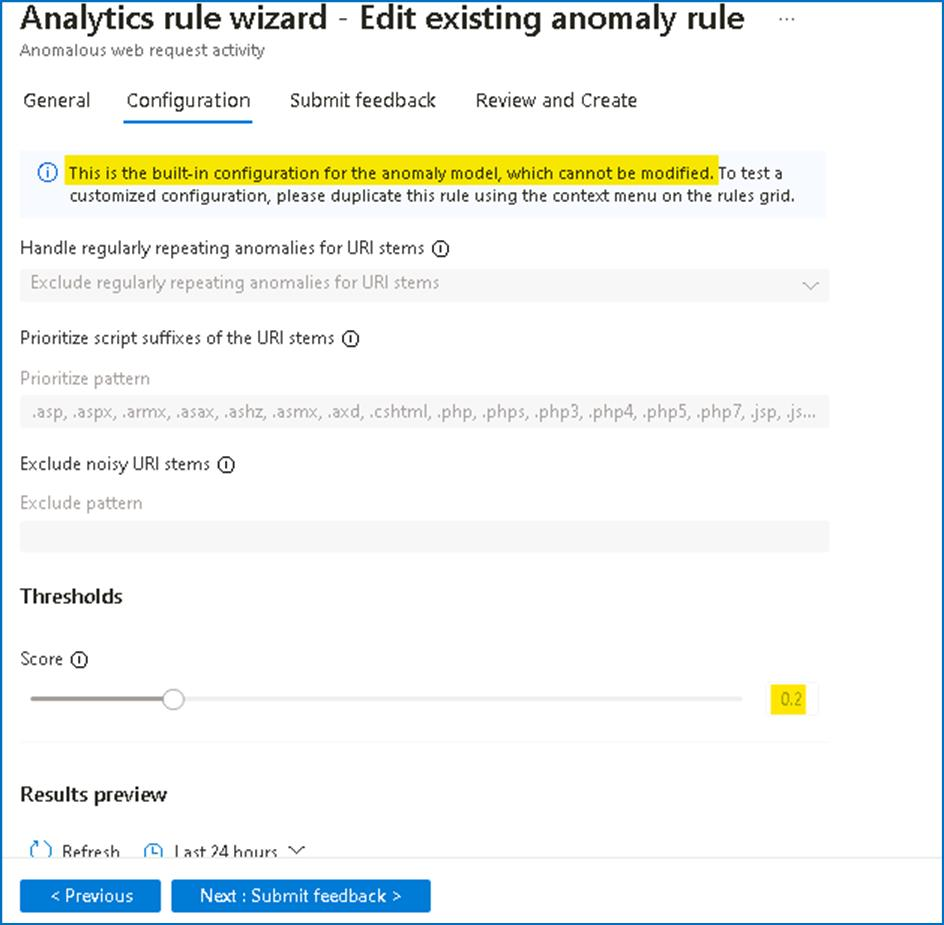 Analytics rule wizard - Edit existing anomaly rule ...
Anomalous web request activity
General Configuration Submit feedback Review and Create
This is the built-in configuration for the anomaly model, which cannot be modified. To test a
customized configuration, please duplicate this rule using the context menu on the rules grid.
Handle regularly repeating anomalies for URI stems
Exclude regularly repeating anomalies for URI stems
Prioritize script suffixes of the URI stems
Prioritize pattern
.asp, .aspx, .armx, .asax, .ashz, .asmx, .axd, .cshtml, .php, .phps, .php3, .php4, .php5, .php7, .jsp, .js...
Exclude noisy URI stems
Exclude pattern
Thresholds
Score
0.2
Results preview
Refresh Last 24 hours
< Previous Next : Submit feedback >